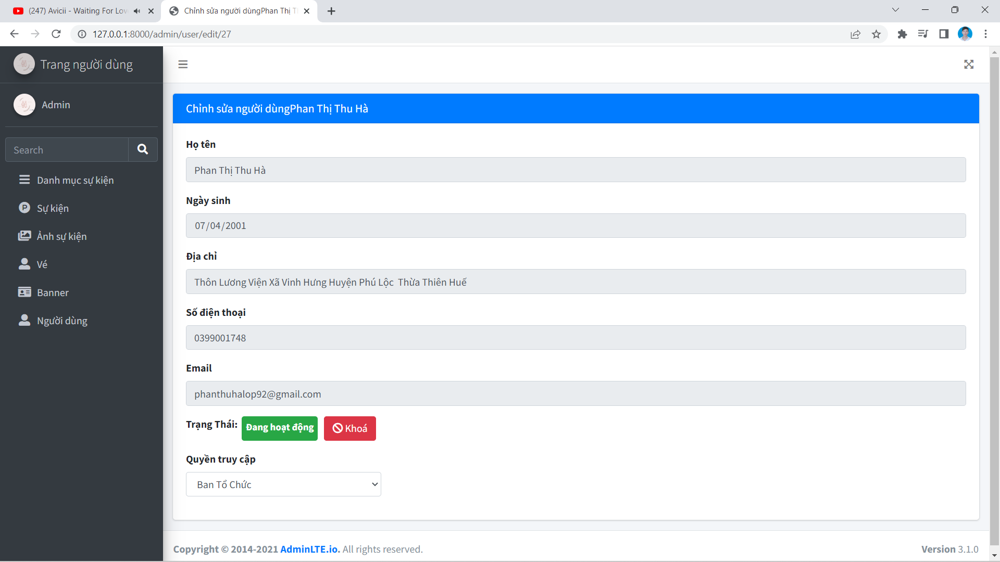 (247) Avicii - Waiting For Lov
Chỉnh sửa người dùngPhan Thị T
127.0.0.1:8000/admin/user/edit/27
Trang người dùng
Admin
Search
Danh mục sự kiện
Sự kiện
Ảnh sự kiện
Vé
Banner
Người dùng
Chỉnh sửa người dùngPhan Thị Thu Hà
Họ tên
Phan Thị Thu Hà
Ngày sinh
07/04/2001
Địa chỉ
Thôn Lương Viện Xã Vinh Hưng Huyện Phú Lộc  Thừa Thiên Huế
Số điện thoại
0399001748
Email
phanthuhalop92@gmail.com
Trạng Thái: Đang hoạt động Khoá
Quyền truy cập
Ban Tổ Chức
Copyright © 2014-2021 AdminLTE.io. All rights reserved.
Version 3.1.0